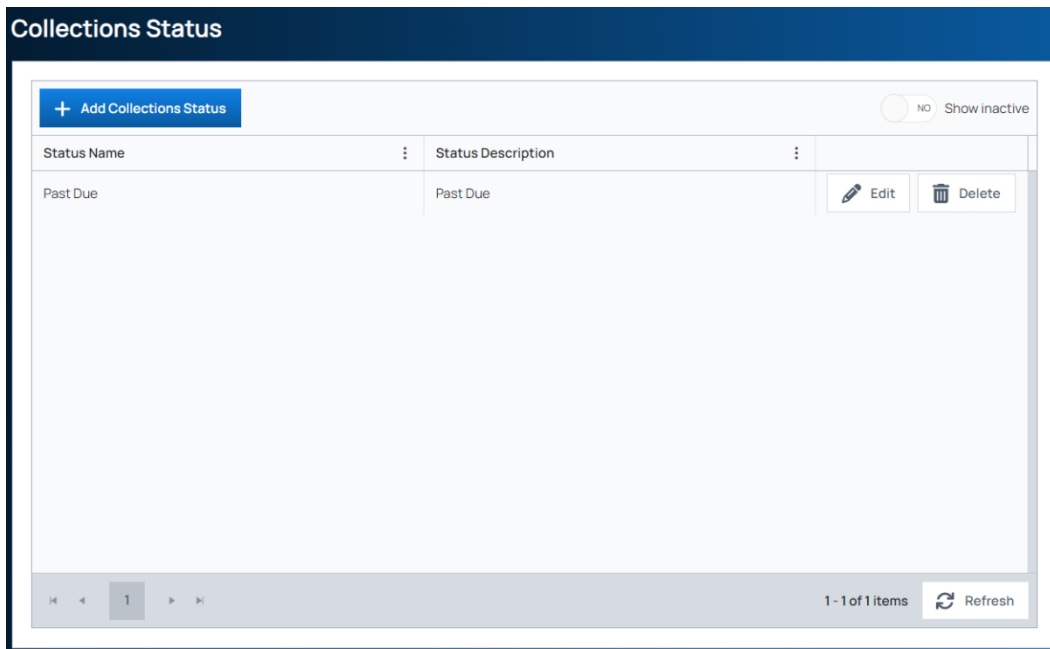 Collections Status
+ Add Collections Status
NO Show inactive
Status Name
Status Description
Past Due
Past Due
Edit
Delete
1
1 - 1 of 1 items
Refresh